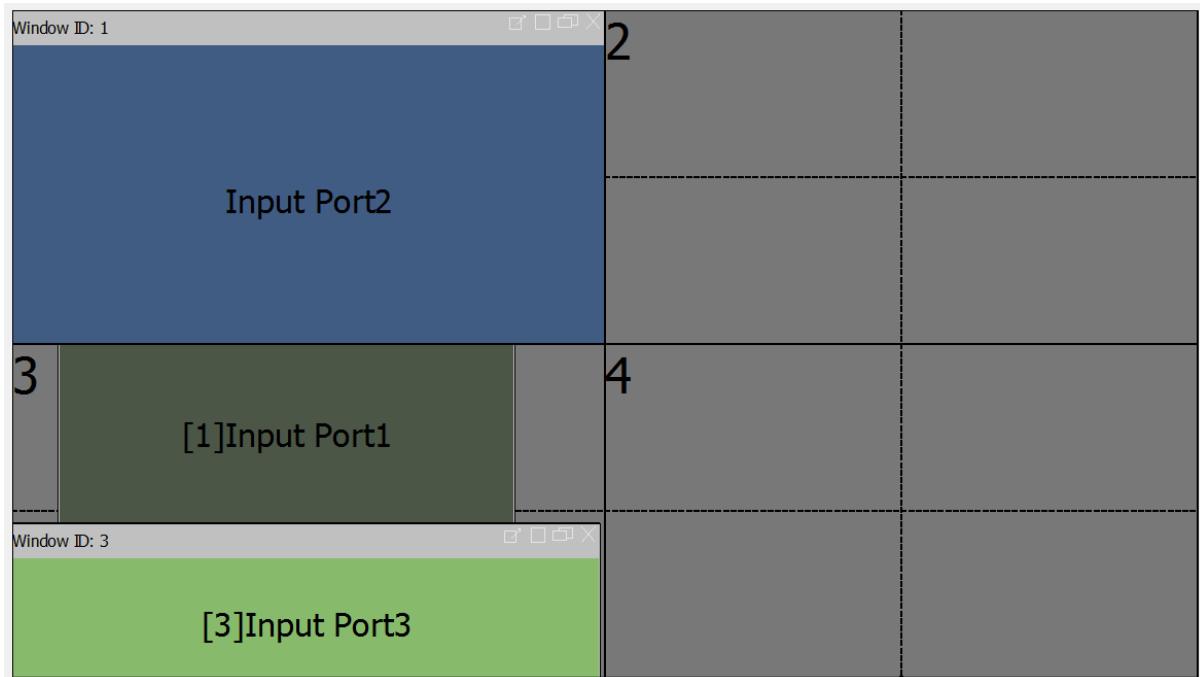 Window ID: 1
2
Input Port2
3
[1]Input Port1
4
Window ID: 3
[3]Input Port3